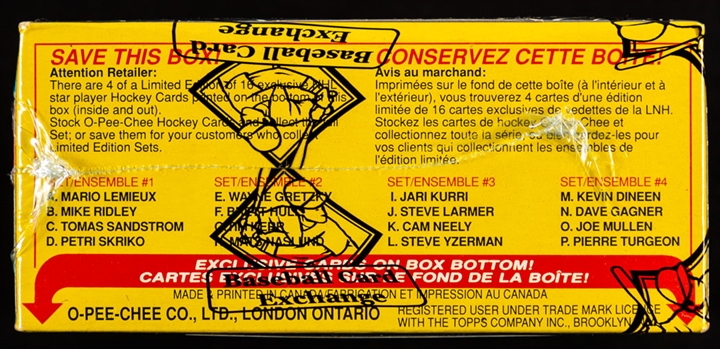 Baseball Card
Exchange
SAVE THIS BOX!
Attention Retailer:
There are 4 of a Limited Edition of 16 exclusive NHL
star player Hockey Cards printed on the bottom of this
box (inside and out).
Stock O-Pee-Chee Hockey Cards and collect the full
Set; or save them for your customers who collect
Limited Edition Sets.
CONSERVEZ CETTE BOÎTE!
Avis au marchand:
Imprimées sur le fond de cette boîte (à l'intérieur et à
l'extérieur), vous trouverez 4 cartes d'une édition
limitée de 16 cartes exclusives de vedettes de la LNH.
Stockez les cartes de hockey O-Pee-Chee et
collectionnez toute la série, ou gardez-les pour
vos clients qui collectionnent les ensembles de
l'édition limitée.
SET/ENSEMBLE #1
A. MARIO LEMIEUX
B. MIKE RIDLEY
C. TOMAS SANDSTROM
D. PETRI SKRIKO
SET/ENSEMBLE #2
E. WAYNE GRETZKY
F. BRETT HULL
G. TIM KERR
H. MATS NASLUND
SET/ENSEMBLE #3
I. JARI KURRI
J. STEVE LARMER
K. CAM NEELY
L. STEVE YZERMAN
SET/ENSEMBLE #4
M. KEVIN DINEEN
N. DAVE GAGNER
O. JOE MULLEN
P. PIERRE TURGEON
EXCLUSIVE CARDS ON BOX BOTTOM!
CARTES EXCLUSIVES SUR LE FOND DE LA BOÎTE!
Baseball Card
Exchange
MADE & PRINTED IN CANADA/FABRICATION ET IMPRESSION AU CANADA
O-PEE-CHEE CO., LTD., LONDON ONTARIO
REGISTERED USER UNDER TRADE MARK LICENCE
WITH THE TOPPS COMPANY INC., BROOKLYN